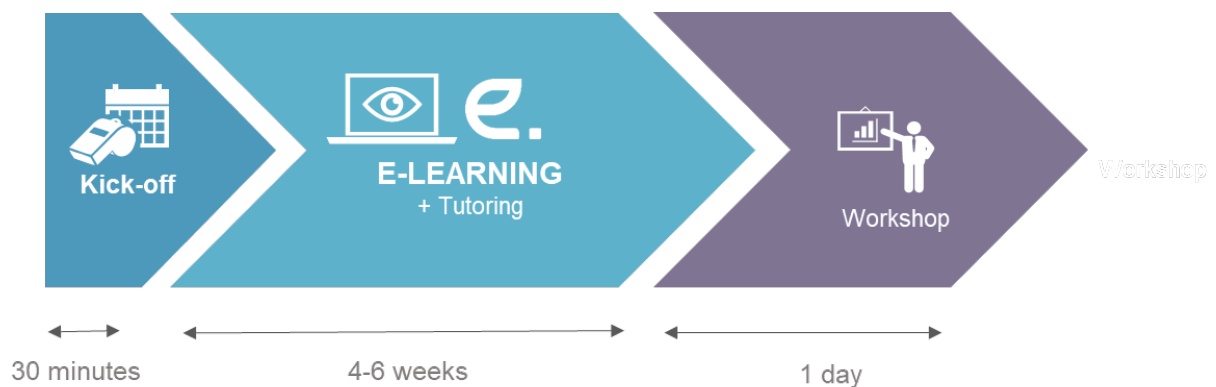 Kick-off
e.
E-LEARNING
+ Tutoring
Workshop
Workshop
30 minutes
4-6 weeks
1 day